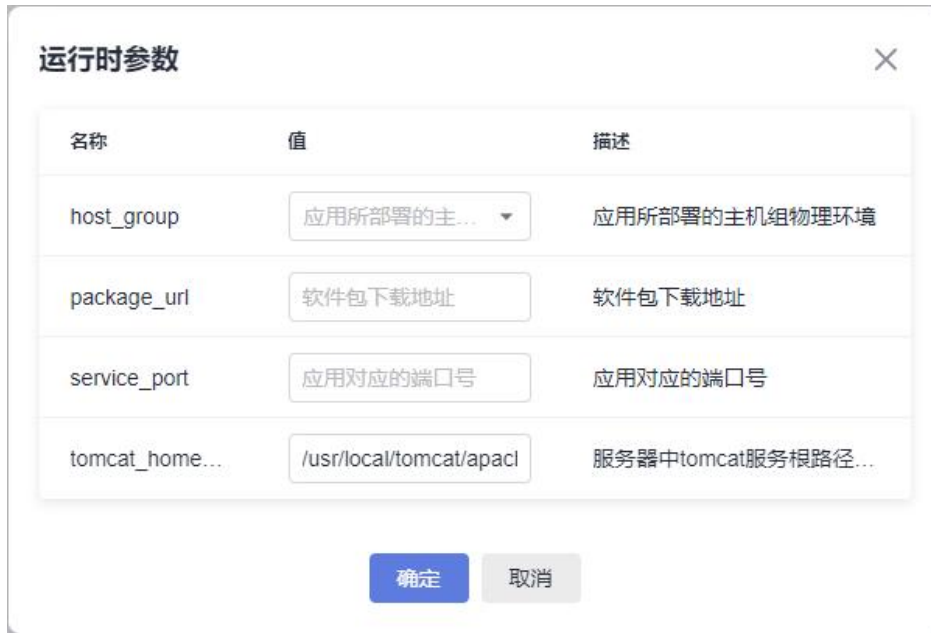 运行时参数
名称 值 描述
host_group 应用所部署的主... 应用所部署的主机组物理环境
package_url 软件包下载地址 软件包下载地址
service_port 应用对应的端口号 应用对应的端口号
tomcat_home... /usr/local/tomcat/apacl 服务器中tomcat服务根路径...
确定 取消